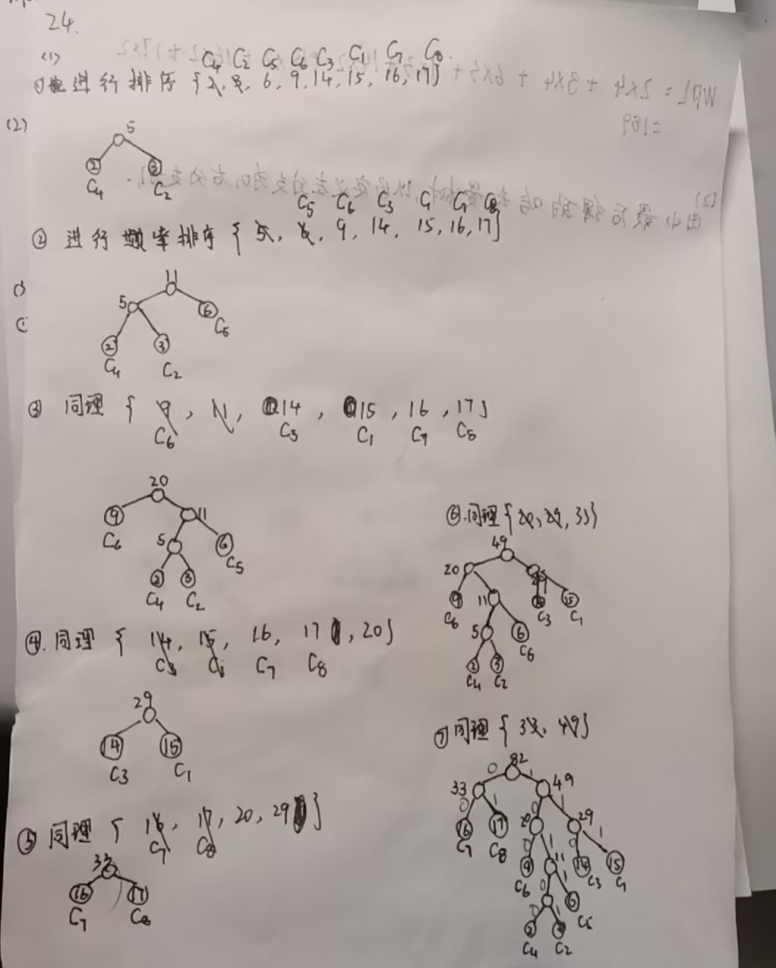 24.
(1)
C4 C2 C5 C6 C3 C1 C7 C8
①进行排序 {2, 3, 6, 9, 14, 15, 16, 17}
WPL = 2×4 + 3×4 + 6×3 +
=189
(2)
5
2 3
C4 C2
C5 C6 C3 C1 C7 C8
② 进行频率排序 { 5, 6, 9, 14, 15, 16, 17}
11
5 6
C5
2 3
C4 C2
③ 同理 { 9, 11, 14, 15, 16, 17}
C6 C3 C1 C7 C8
20
9 11
C6
5 6
C5
2 3
C4 C2
④. 同理 { 14, 15, 16, 17, 20}
C3 C1 C7 C8
29
14 15
C3 C1
⑤ 同理 { 16, 17, 20, 29}
C7 C8
33
16 17
C7 C8
⑥.同理{20, 29, 33}
49
20
9 11 15
C6 C3 C1
5 6
C6
2 3
C4 C2
⑦同理 { 33, 49}
82
0 1
33 49
0 1 0 1
16 17 20 29
C7 C8 0 1 0 1
9 11 14 15
C6 C3 C1
0 1
6
C5
0 1
2 3
C4 C2